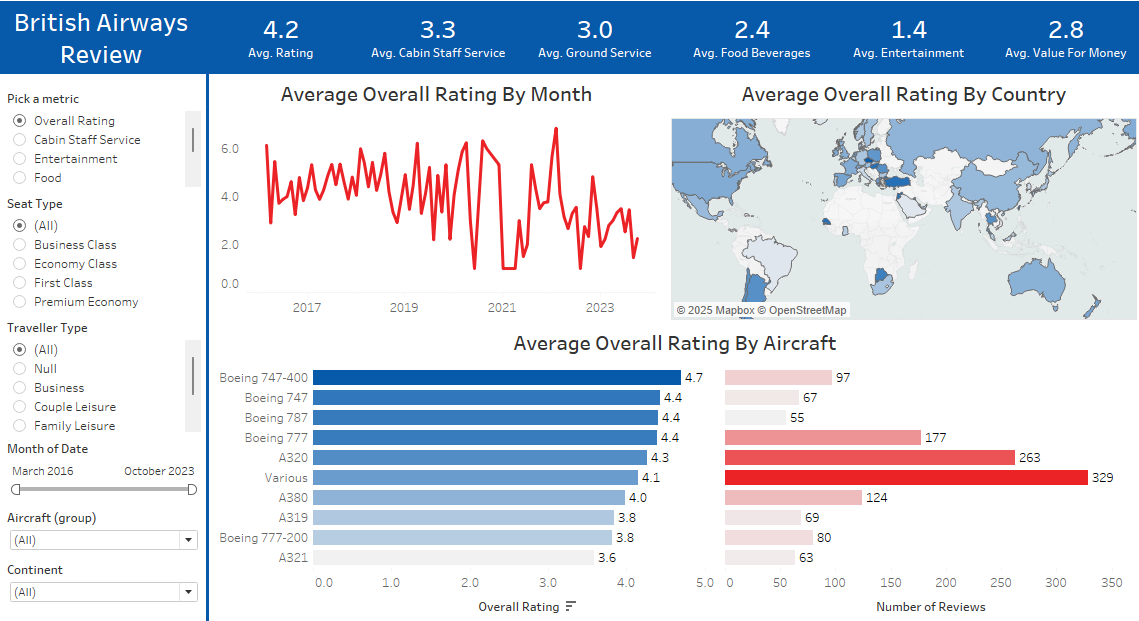 British Airways
Review
4.2
Avg. Rating
3.3
Avg. Cabin Staff Service
3.0
Avg. Ground Service
2.4
Avg. Food Beverages
1.4
Avg. Entertainment
2.8
Avg. Value For Money
Pick a metric
Overall Rating
Cabin Staff Service
Entertainment
Food
Seat Type
(All)
Business Class
Economy Class
First Class
Premium Economy
Traveller Type
(All)
Null
Business
Couple Leisure
Family Leisure
Month of Date
March 2016 October 2023
Aircraft (group)
(All)
Continent
(All)
Average Overall Rating By Month
6.0
4.0
2.0
0.0
2017 2019 2021 2023
Average Overall Rating By Country
© 2025 Mapbox © OpenStreetMap
Average Overall Rating By Aircraft
Boeing 747-400 4.7 97
Boeing 747 4.4 67
Boeing 787 4.4 55
Boeing 777 4.4 177
A320 4.3 263
Various 4.1 329
A380 4.0 124
A319 3.8 69
Boeing 777-200 3.8 80
A321 3.6 63
0.0 1.0 2.0 3.0 4.0 5.0 0 50 100 150 200 250 300 350
Overall Rating Number of Reviews